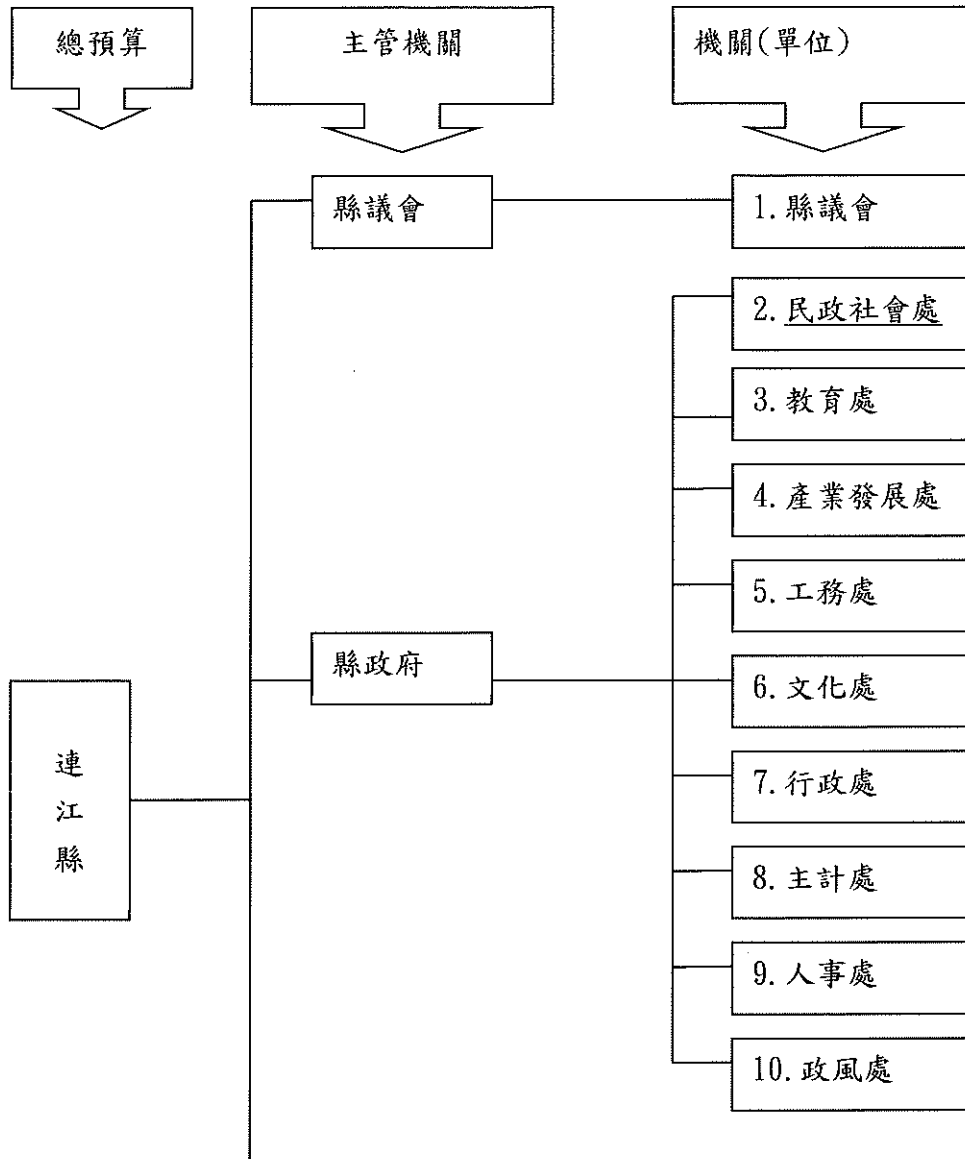 總預算
主管機關
機關(單位)
縣議會
1.縣議會
2.民政社會處
3.教育處
4.產業發展處
5.工務處
縣政府
6.文化處
連江縣
7.行政處
8.主計處
9.人事處
10.政風處